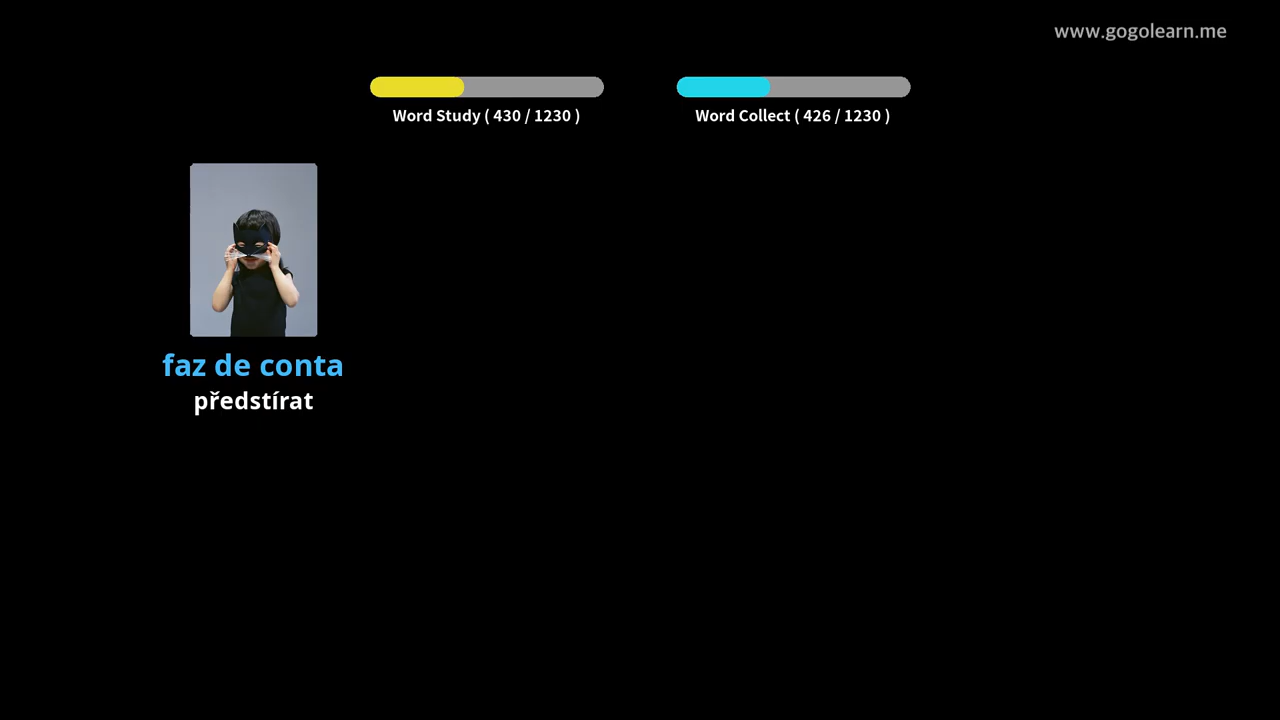 www.gogolearn.me
Word Study ( 430 / 1230 )
Word Collect ( 426 / 1230 )
faz de conta
předstírat